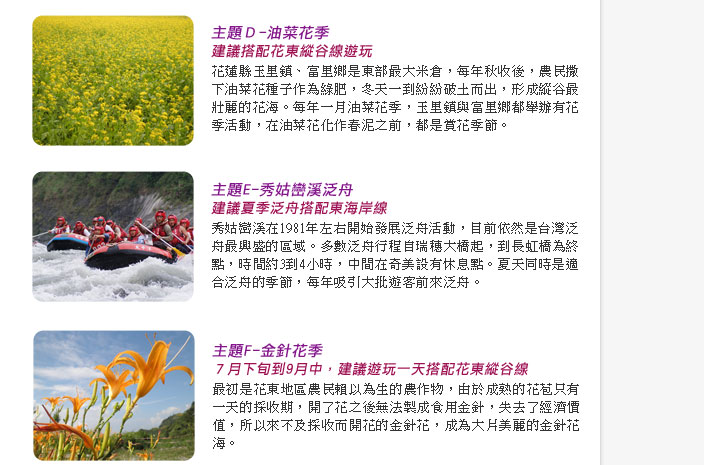 主題Ｄ-油菜花季
建議搭配花東縱谷線遊玩
花蓮縣玉里鎮、富里鄉是東部最大米倉，每年秋收後，農民撒
下油菜花種子作為綠肥，冬天一到紛紛破土而出，形成縱谷最
壯麗的花海。每年一月油菜花季，玉里鎮與富里鄉都舉辦有花
季活動，在油菜花化作春泥之前，都是賞花季節。
主題E-秀姑巒溪泛舟
建議夏季泛舟搭配東海岸線
秀姑巒溪在1981年左右開始發展泛舟活動，目前依然是台灣泛
舟最興盛的區域。多數泛舟行程自瑞穗大橋起，到長虹橋為終
點，時間約3到4小時，中間在奇美設有休息點。夏天同時是適
合泛舟的季節，每年吸引大批遊客前來泛舟。
主題F-金針花季
７月下旬到9月中，建議遊玩一天搭配花東縱谷線
最初是花東地區農民賴以為生的農作物，由於成熟的花苞只有
一天的採收期，開了花之後無法製成食用金針，失去了經濟價
值，所以來不及採收而開花的金針花，成為大片美麗的金針花
海。